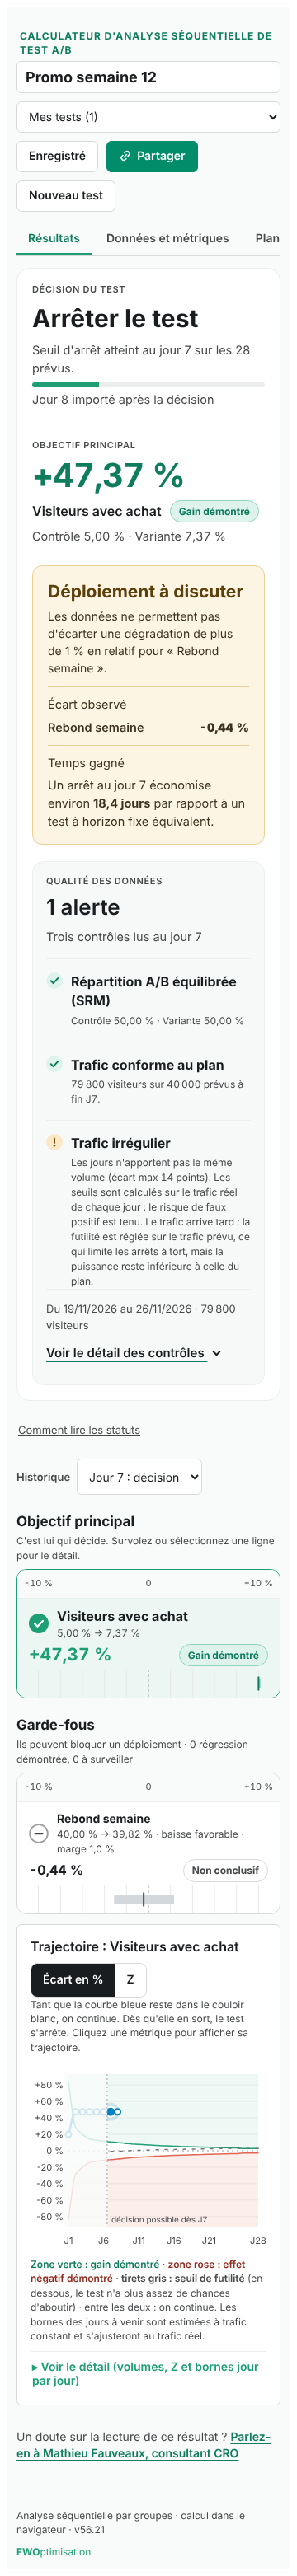 CALCULATEUR D'ANALYSE SÉQUENTIELLE DE
TEST A/B
Promo semaine 12
Mes tests (1)
Enregistré
Partager
Nouveau test
Résultats
Données et métriques
Plan
DÉCISION DU TEST
Arrêter le test
Seuil d'arrêt atteint au jour 7 sur les 28
prévus.
Jour 8 importé après la décision
OBJECTIF PRINCIPAL
+47,37 %
Visiteurs avec achat
Gain démontré
Contrôle 5,00 % · Variante 7,37 %
Déploiement à discuter
Les données ne permettent pas
d'écarter une dégradation de plus
de 1 % en relatif pour « Rebond
semaine ».
Écart observé
Rebond semaine
-0,44 %
Temps gagné
Un arrêt au jour 7 économise
environ 18,4 jours par rapport à un
test à horizon fixe équivalent.
QUALITÉ DES DONNÉES
1 alerte
Trois contrôles lus au jour 7
Répartition A/B équilibrée
(SRM)
Contrôle 50,00 % · Variante 50,00 %
Trafic conforme au plan
79 800 visiteurs sur 40 000 prévus à
fin J7.
Trafic irrégulier
Les jours n'apportent pas le même
volume (écart max 14 points). Les
seuils sont calculés sur le trafic réel
de chaque jour : le risque de faux
positif est tenu. Le trafic arrive tard : la
futilité est réglée sur le trafic prévu, ce
qui limite les arrêts à tort, mais la
puissance reste inférieure à celle du
plan.
Du 19/11/2026 au 26/11/2026 · 79 800
visiteurs
Voir le détail des contrôles
Comment lire les statuts
Historique
Jour 7 : décision
Objectif principal
C'est lui qui décide. Survolez ou sélectionnez une ligne
pour le détail.
-10 %
0
+10 %
Visiteurs avec achat
5,00 % → 7,37 %
+47,37 %
Gain démontré
Garde-fous
Ils peuvent bloquer un déploiement · 0 régression
démontrée, 0 à surveiller
-10 %
0
+10 %
Rebond semaine
40,00 % → 39,82 % · baisse favorable ·
marge 1,0 %
-0,44 %
Non conclusif
Trajectoire : Visiteurs avec achat
Écart en %
Z
Tant que la courbe bleue reste dans le couloir
blanc, on continue. Dès qu'elle en sort, le test
s'arrête. Cliquez une métrique pour afficher sa
trajectoire.
+80 %
+60 %
+40 %
+20 %
0 %
-20 %
-40 %
-60 %
-80 %
décision possible dès J7
J1
J6
J11
J16
J21
J28
Zone verte : gain démontré · zone rose : effet
négatif démontré · tirets gris : seuil de futilité (en
dessous, le test n'a plus assez de chances
d'aboutir) · entre les deux : on continue. Les
bornes des jours à venir sont estimées à trafic
constant et s'ajusteront au trafic réel.
▸ Voir le détail (volumes, Z et bornes jour
par jour)
Un doute sur la lecture de ce résultat ? Parlez-
en à Mathieu Fauveaux, consultant CRO
Analyse séquentielle par groupes · calcul dans le
navigateur · v56.21
FWOptimisation